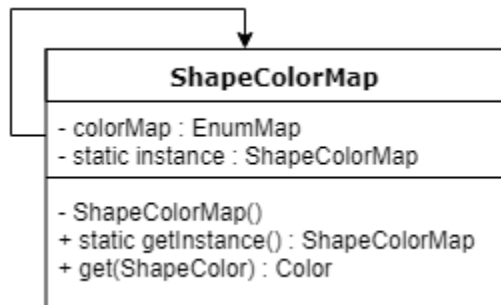 ShapeColorMap
- colorMap : EnumMap
- static instance : ShapeColorMap
- ShapeColorMap()
+ static getInstance() : ShapeColorMap
+ get(ShapeColor) : Color